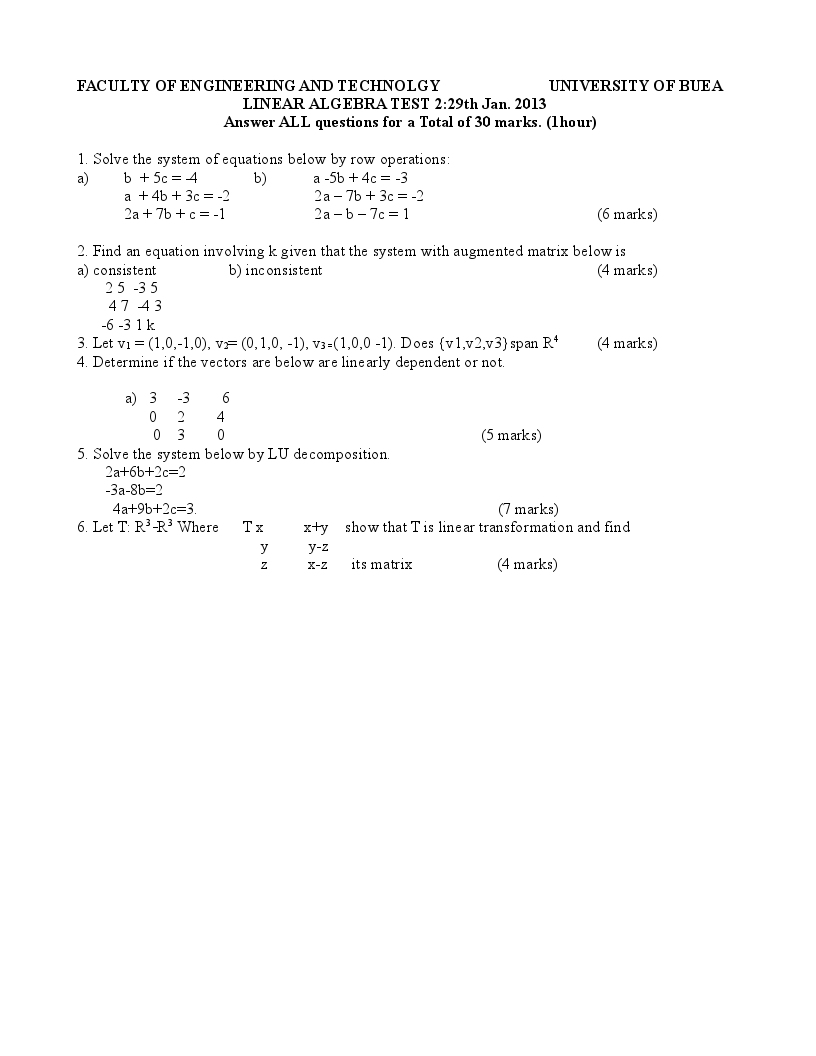 FACULTY OF ENGINEERING AND TECHNOLGY UNIVERSITY OF BUEA
LINEAR ALGEBRA TEST 2:29th Jan. 2013
Answer ALL questions for a Total of 30 marks. (1hour)
1. Solve the system of equations below by row operations:
a) b + 5c = -4 b) a -5b + 4c = -3
a + 4b + 3c = -2 2a – 7b + 3c = -2
2a + 7b + c = -1 2a – b – 7c = 1 (6 marks)
2. Find an equation involving k given that the system with augmented matrix below is
a) consistent b) inconsistent (4 marks)
2 5 -3 5
4 7 -4 3
-6 -3 1 k
3. Let v₁ = (1,0,-1,0), v₂= (0,1,0, -1), v₃ =(1,0,0 -1). Does {v1,v2,v3}span R⁴ (4 marks)
4. Determine if the vectors are below are linearly dependent or not.
a) 3 -3 6
0 2 4
0 3 0 (5 marks)
5. Solve the system below by LU decomposition.
2a+6b+2c=2
-3a-8b=2
4a+9b+2c=3. (7 marks)
6. Let T: R³-R³ Where T x x+y show that T is linear transformation and find
y y-z
z x-z its matrix (4 marks)